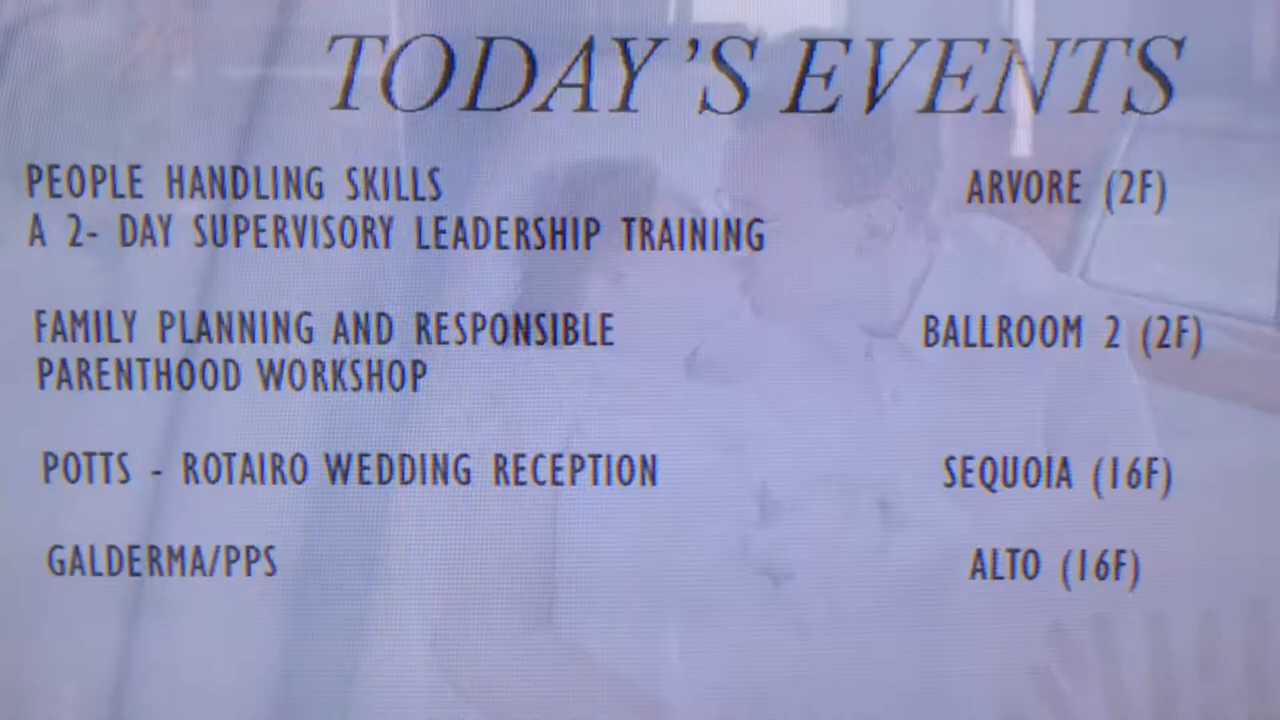 TODAY'S EVENTS
PEOPLE HANDLING SKILLS ARVORE (2F)
A 2- DAY SUPERVISORY LEADERSHIP TRAINING
FAMILY PLANNING AND RESPONSIBLE BALLROOM 2 (2F)
PARENTHOOD WORKSHOP
POTTS - ROTAIRO WEDDING RECEPTION SEQUOIA (16F)
GALDERMA/PPS ALTO (16F)